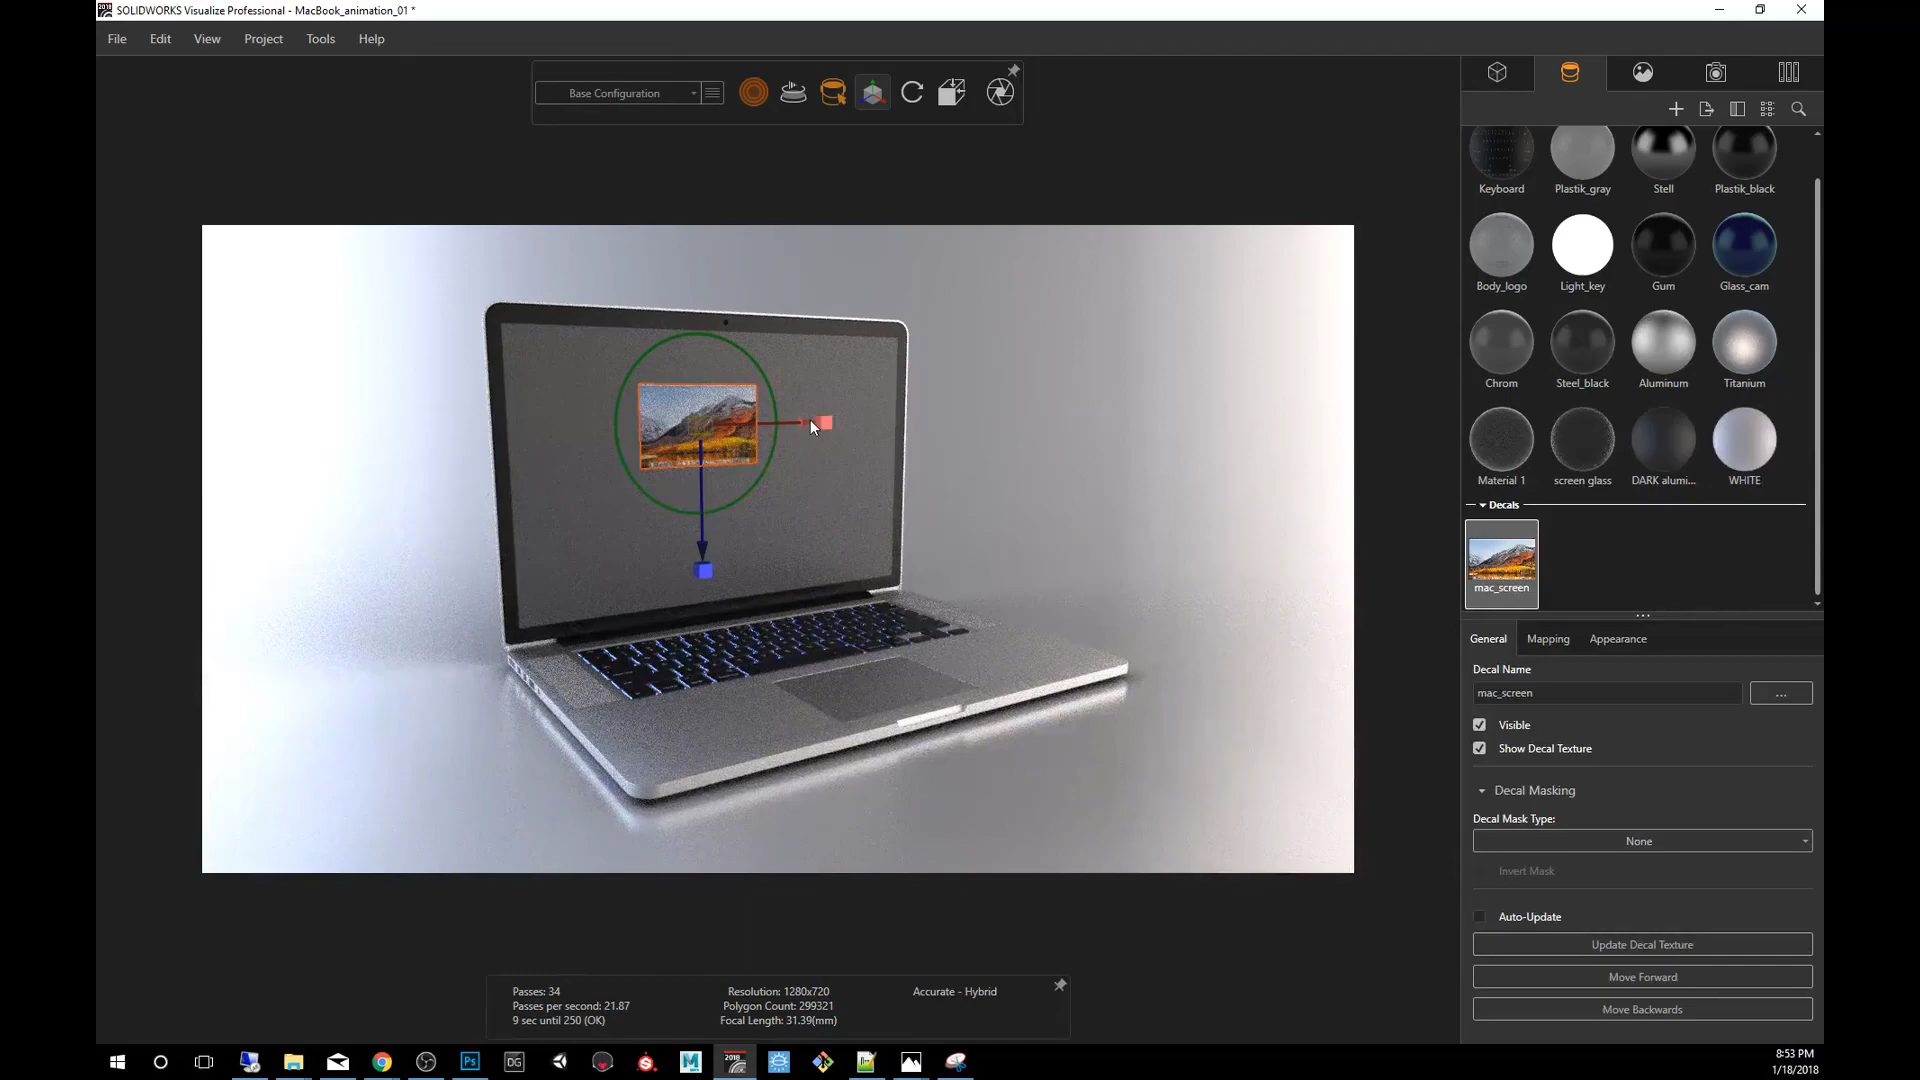 2018 SOLIDWORKS Visualize Professional - MacBook_animation_01 *
File Edit View Project Tools Help
Base Configuration
Keyboard Plastik_gray Stell Plastik_black
Body_logo Light_key Gum Glass_cam
Chrom Steel_black Aluminum Titanium
Material 1 screen glass DARK alumi... WHITE
Decals
mac_screen
General Mapping Appearance
Decal Name
mac_screen ...
Visible
Show Decal Texture
Decal Masking
Decal Mask Type:
None
Invert Mask
Auto-Update
Update Decal Texture
Move Forward
Move Backwards
Passes: 34 Resolution: 1280x720 Accurate - Hybrid
Passes per second: 21.87 Polygon Count: 299321
9 sec until 250 (OK) Focal Length: 31.39(mm)
Ps DG S M 2018
8:53 PM
1/18/2018